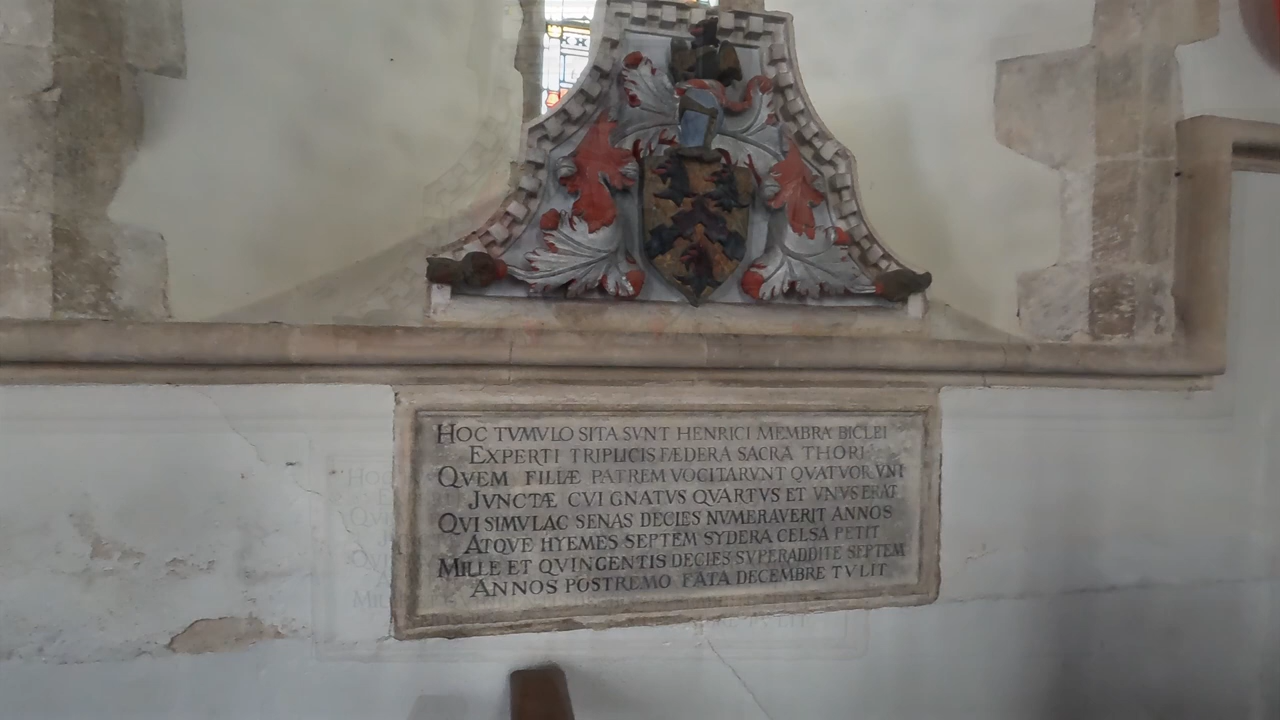 HOC TVMVLO SITA SVNT HENRICI MEMBRA BICLEI
EXPERTI TRIPLICIS FÆDERA SACRA THORI
QVEM FILIÆ PATREM VOCITARVNT QVATVOR VNI
JVNCTÆ CVI GNATVS QVARTVS ET VNVS ERAT
QVI SIMVLAC SENAS DECIES NVMERAVERIT ANNOS
ATQVE HYEMES SEPTEM SYDERA CELSA PETIT
MILLE ET QVINGENTIS DECIES SVPERADDITE SEPTEM
ANNOS POSTREMO FATA DECEMBRE TVLIT